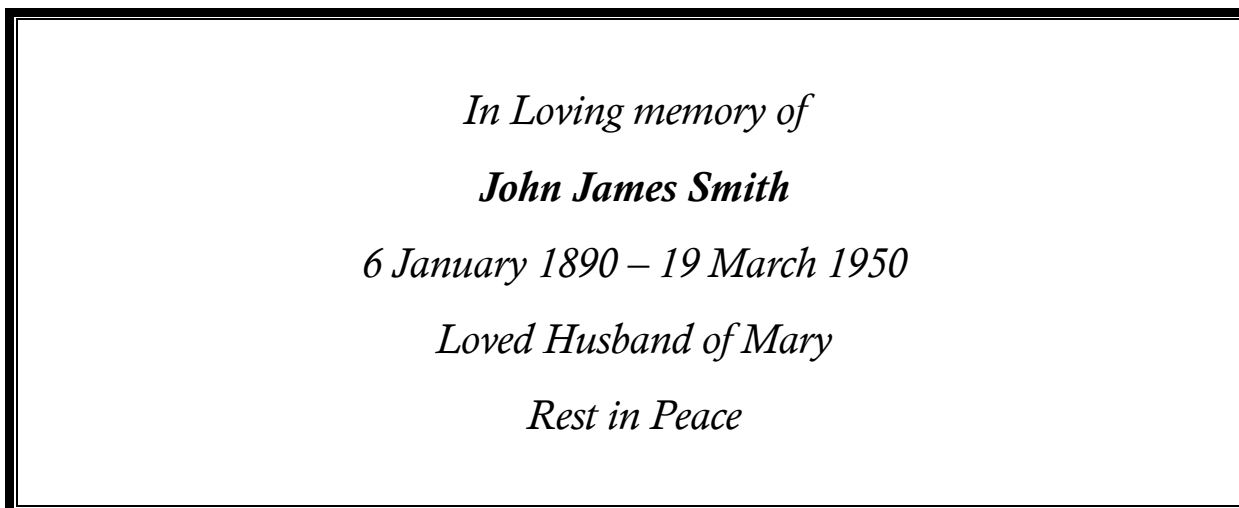 In Loving memory of
John James Smith
6 January 1890 – 19 March 1950
Loved Husband of Mary
Rest in Peace